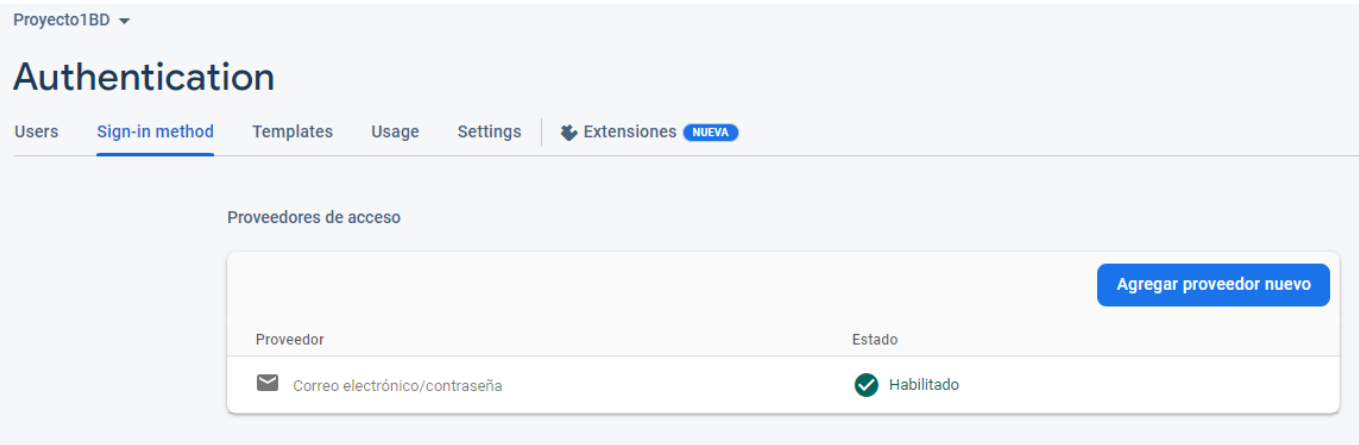 Proyecto1BD
Authentication
Users Sign-in method Templates Usage Settings Extensiones NUEVA
Proveedores de acceso
Agregar proveedor nuevo
Proveedor Estado
Correo electrónico/contraseña Habilitado